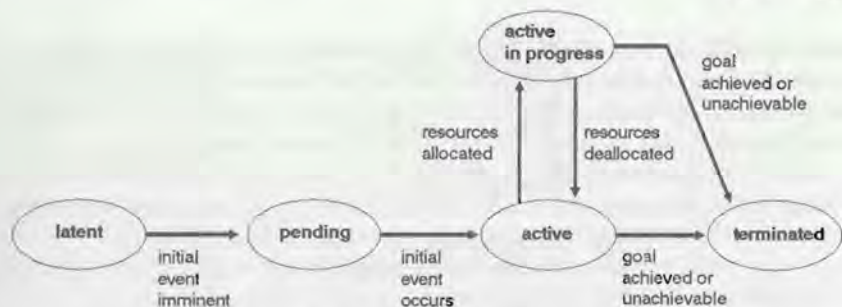 active
in progress
goal
achieved or
unachievable
resources
allocated
resources
deallocated
latent
pending
active
terminated
initial
event
imminent
initial
event
occurs
goal
achieved or
unachievable